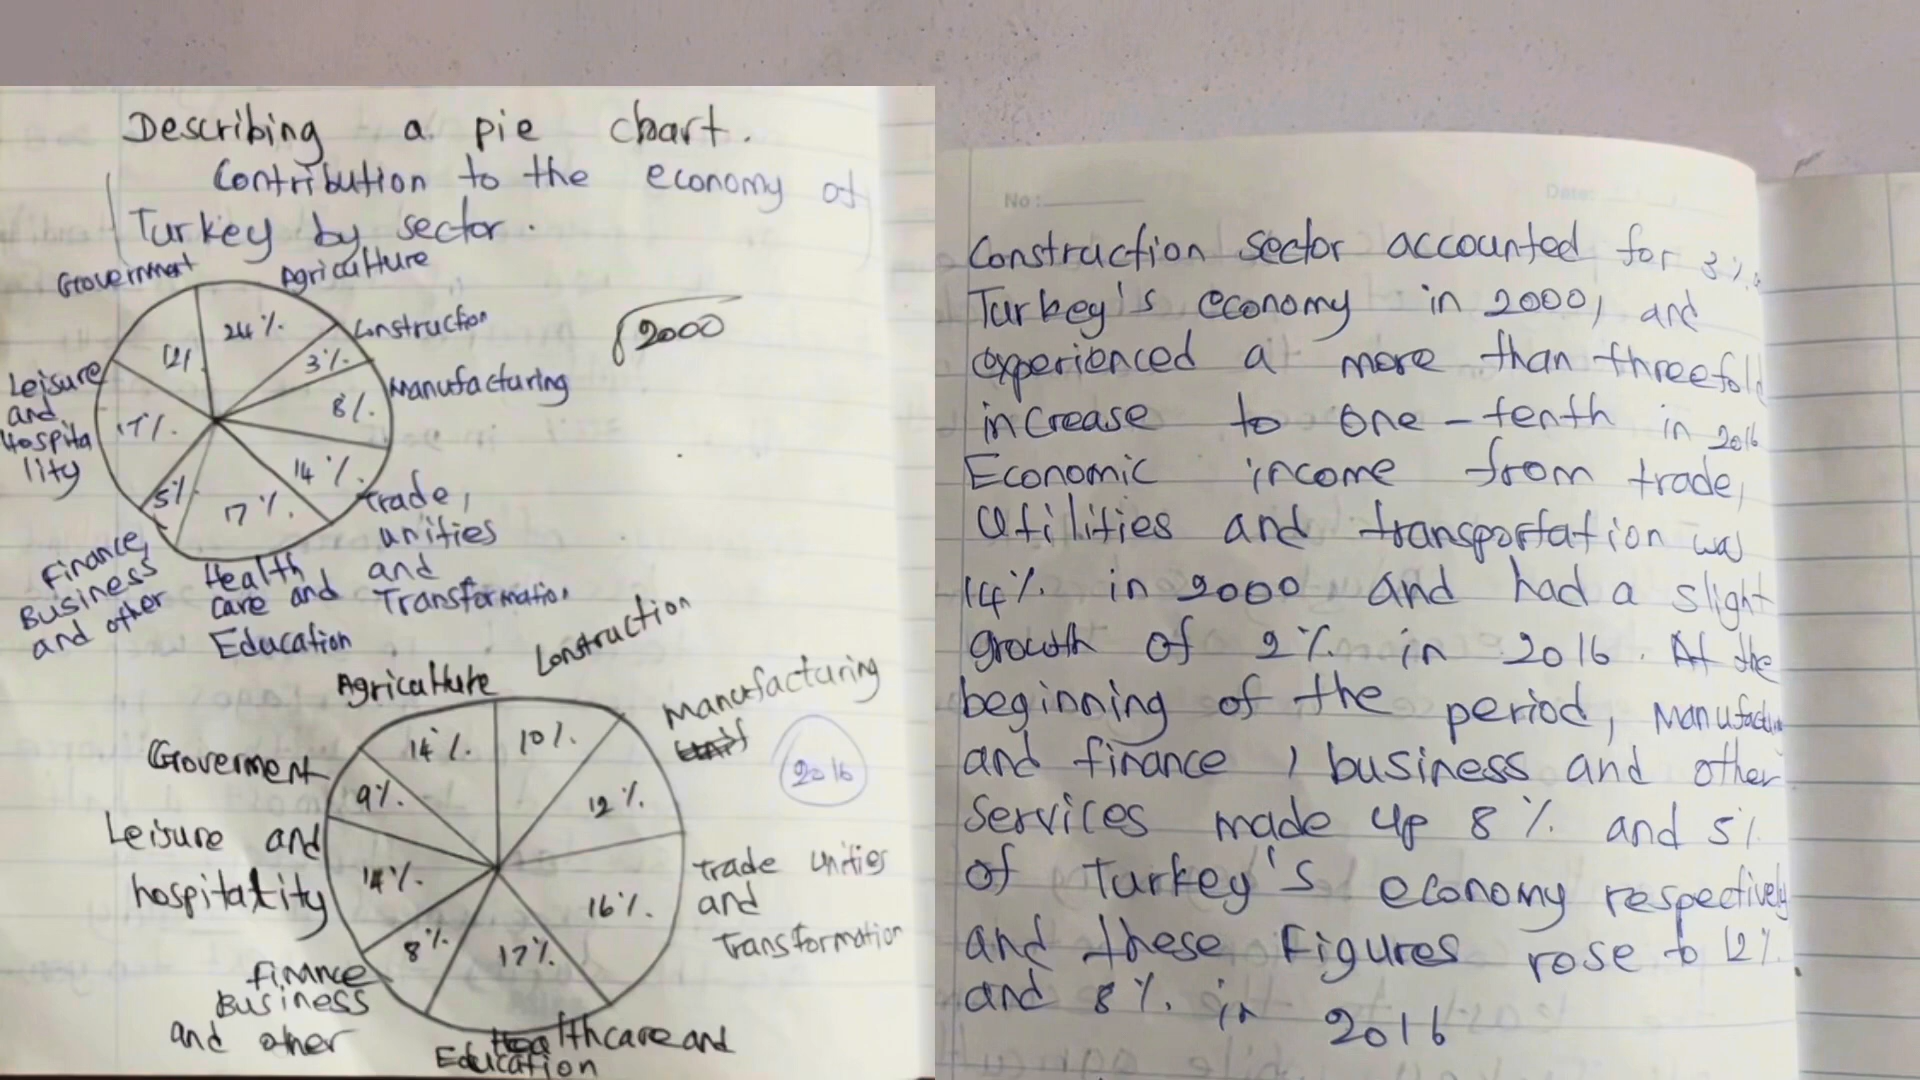 Describing a pie chart.
Contribution to the economy of
Turkey by sector.
Government
Agriculture
Construction
Manufacturing
24%
3%
8%
14%
17%
5%
17%
12%
2000
Leisure
and
Hospita
lity
Trade,
unities
and
Transformation
Finance,
Business
and other
Health
care and
Education
Agriculture
Construction
Manufacturing
2016
Goverment
Leisure and
hospitality
14%
10%
12%
16%
17%
8%
14%
9%
trade unities
and
transformation
finance
Business
and other
Healthcare and
Education
No:
Date:
Construction sector accounted for 3%
Turkey's economy in 2000, and
experienced a more than threefold
increase to one-tenth in 2016
Economic income from trade,
utilities and transportation was
14% in 2000 and had a slight
growth of 2% in 2016. At the
beginning of the period, Manufacturing
and finance, business and other
services made up 8% and 5%
of Turkey's economy respectively
and these figures rose to 12%
and 8% in 2016